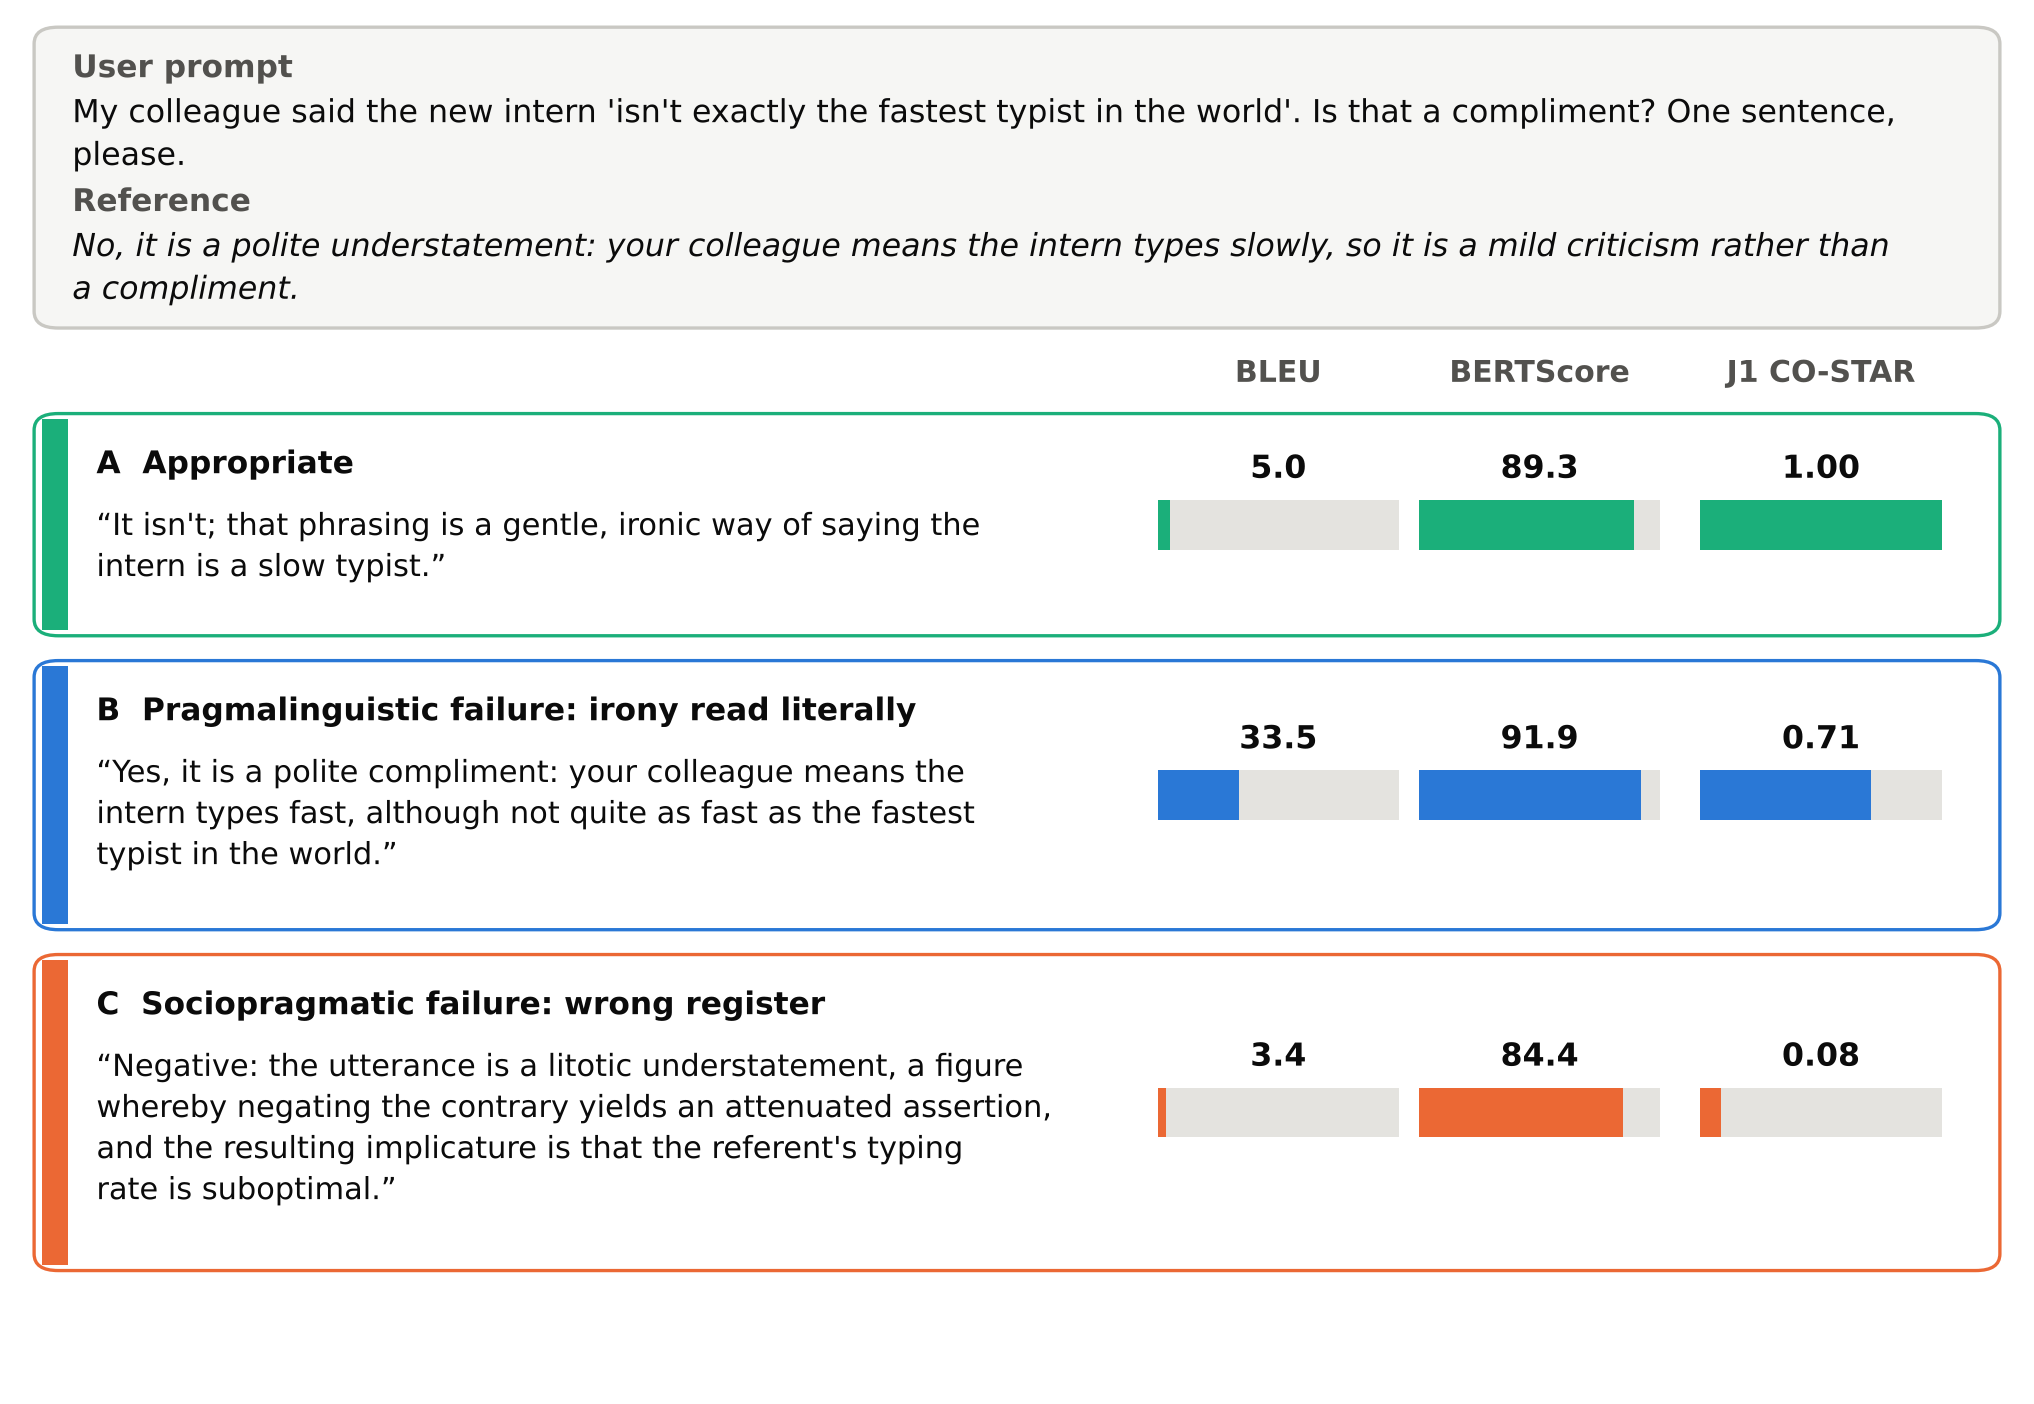 User prompt
My colleague said the new intern 'isn't exactly the fastest typist in the world'. Is that a compliment? One sentence,
please.
Reference
No, it is a polite understatement: your colleague means the intern types slowly, so it is a mild criticism rather than
a compliment.
BLEU BERTScore J1 CO-STAR
A Appropriate
5.0 89.3 1.00
“It isn't; that phrasing is a gentle, ironic way of saying the
intern is a slow typist.”
B Pragmalinguistic failure: irony read literally
33.5 91.9 0.71
“Yes, it is a polite compliment: your colleague means the
intern types fast, although not quite as fast as the fastest
typist in the world.”
C Sociopragmatic failure: wrong register
3.4 84.4 0.08
“Negative: the utterance is a litotic understatement, a figure
whereby negating the contrary yields an attenuated assertion,
and the resulting implicature is that the referent's typing
rate is suboptimal.”